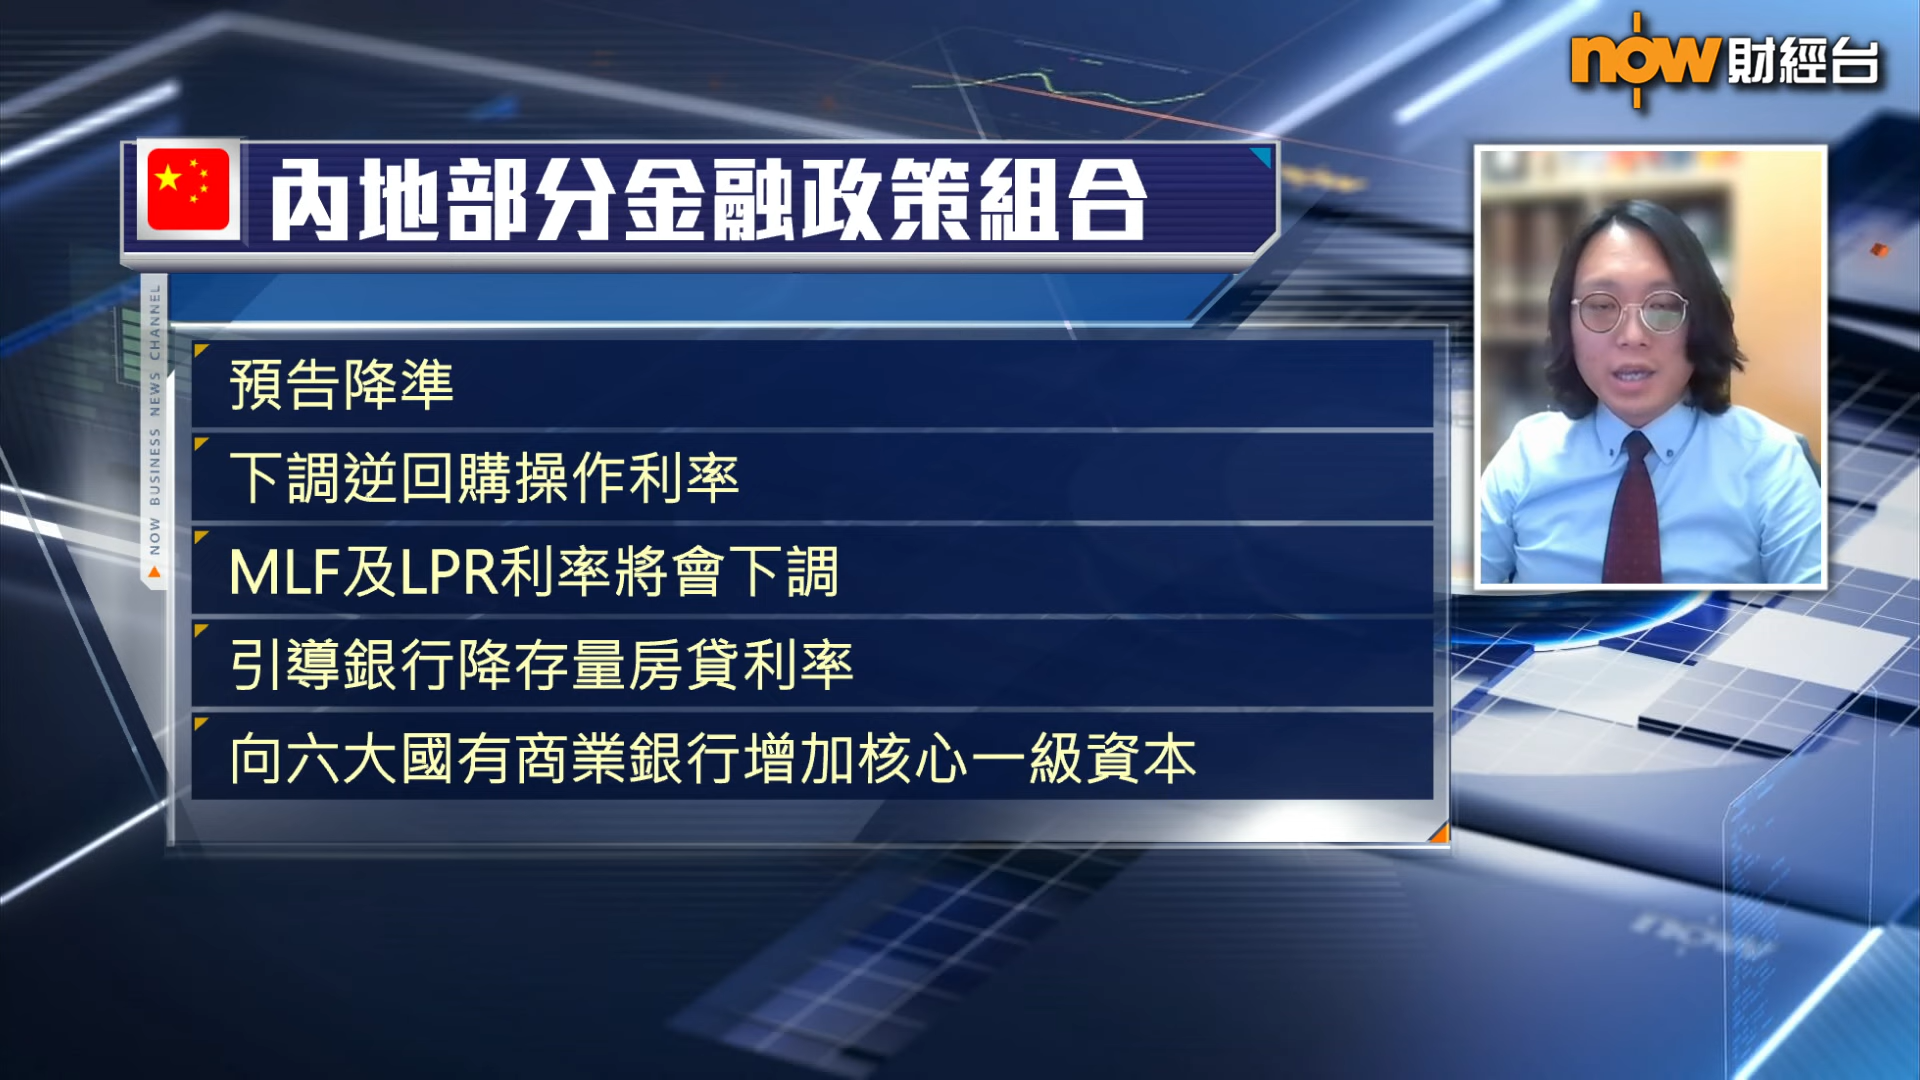 now 財經台
內地部分金融政策組合
NOW BUSINESS NEWS CHANNEL
預告降準
下調逆回購操作利率
MLF及LPR利率將會下調
引導銀行降存量房貸利率
向六大國有商業銀行增加核心一級資本
now